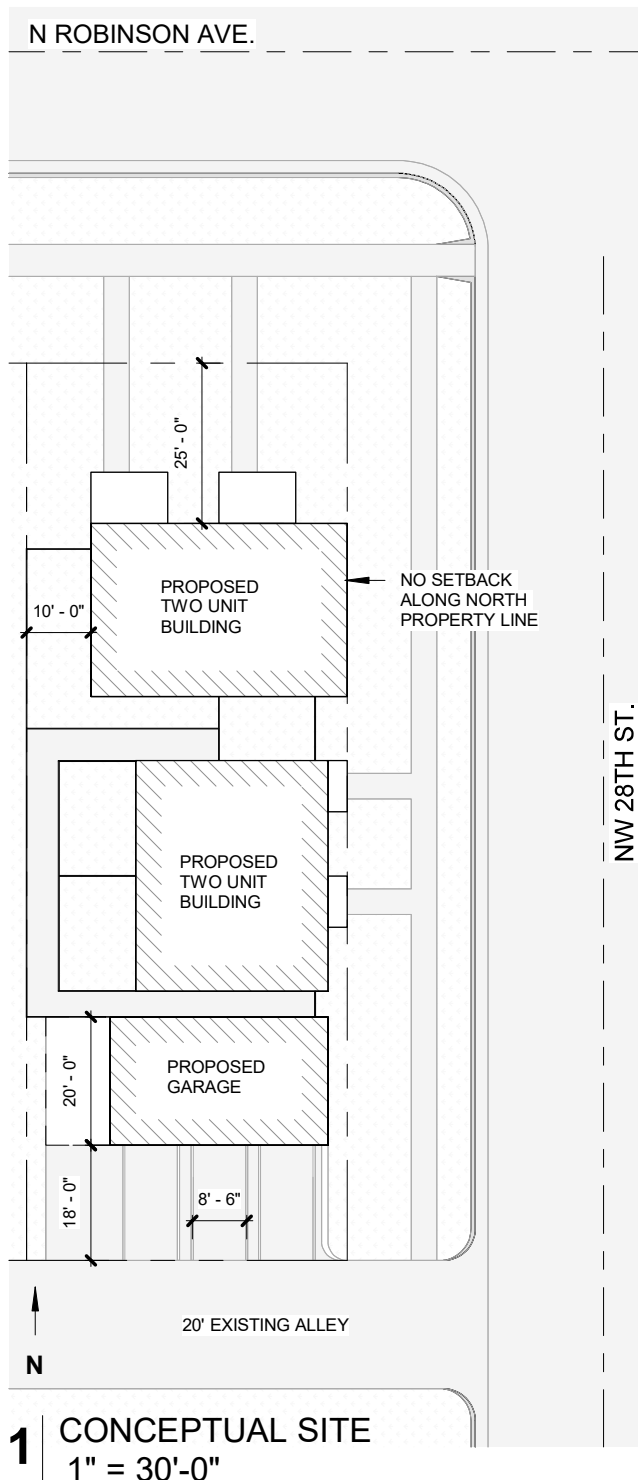 N ROBINSON AVE.
25' - 0"
PROPOSED
TWO UNIT
BUILDING
10' - 0"
NO SETBACK
ALONG NORTH
PROPERTY LINE
NW 28TH ST.
PROPOSED
TWO UNIT
BUILDING
20' - 0"
PROPOSED
GARAGE
18' - 0"
8' - 6"
20' EXISTING ALLEY
N
1 CONCEPTUAL SITE
1" = 30'-0"